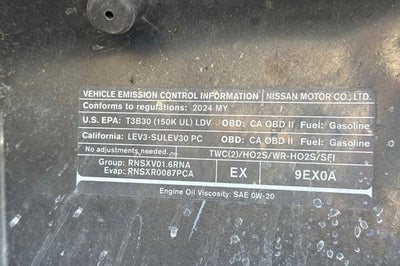 VEHICLE EMISSION CONTROL INFORMATION NISSAN MOTOR CO., LTD.
Conforms to regulations: 2024 MY
U.S. EPA: T3B30 (150K UL) LDV OBD: CA OBD II Fuel: Gasoline
California: LEV3-SULEV30 PC OBD: CA OBD II Fuel: Gasoline
No adjustments needed. TWC(2)/HO2S/WR-HO2S/SFI
Group: RNSXV01.6RNA
Evap: RNSXR0087PCA EX 9EX0A
Engine Oil Viscosity: SAE 0W-20